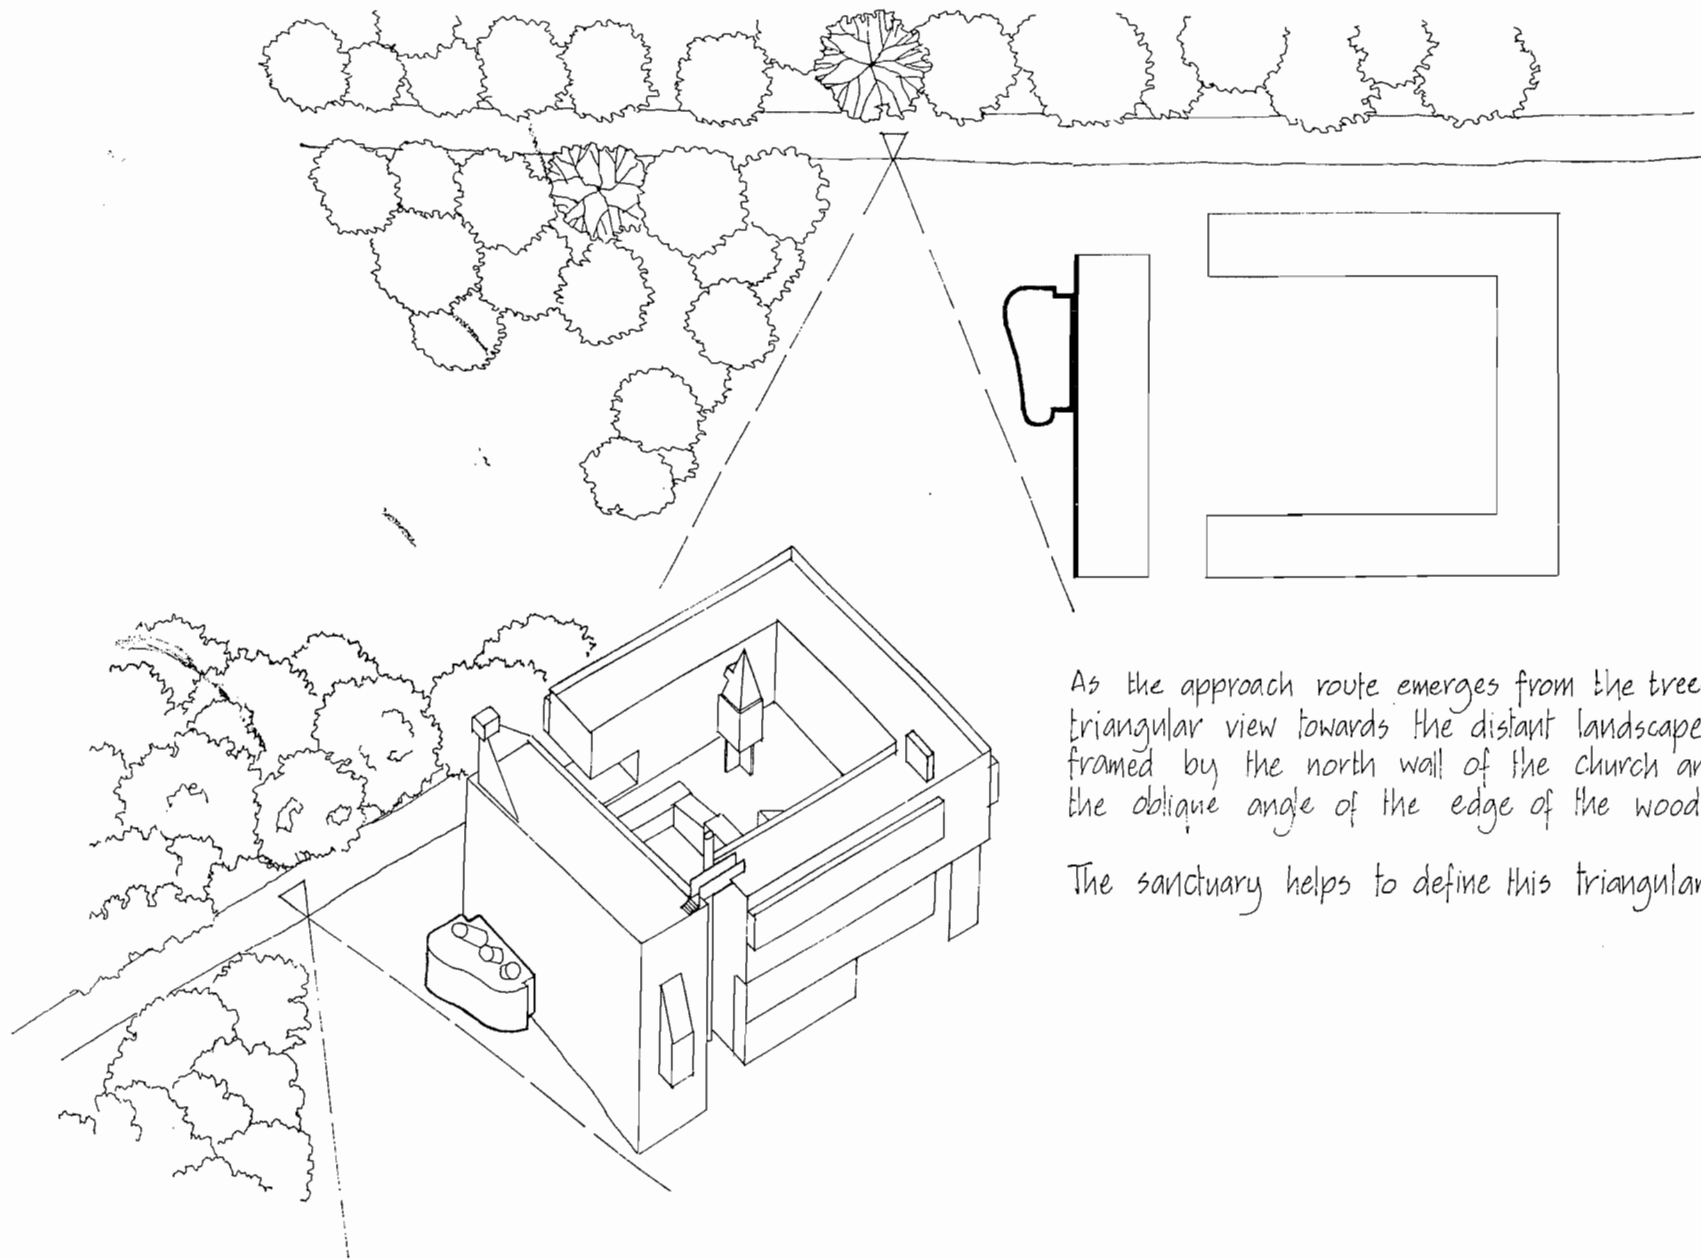 As the approach route emerges from the tree
triangular view towards the distant landscape
framed by the north wall of the church an
the oblique angle of the edge of the wood
The sanctuary helps to define this triangular